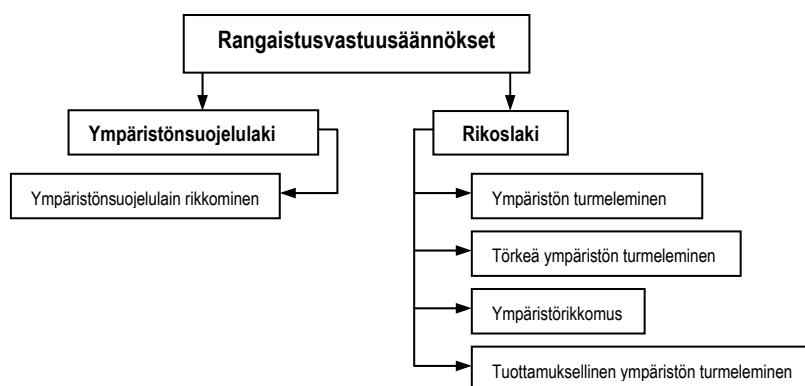 Rangaistusvastuusäännökset
Ympäristönsuojelulaki
Rikoslaki
Ympäristönsuojelulain rikkominen
Ympäristön turmeleminen
Törkeä ympäristön turmeleminen
Ympäristörikkomus
Tuottamuksellinen ympäristön turmeleminen